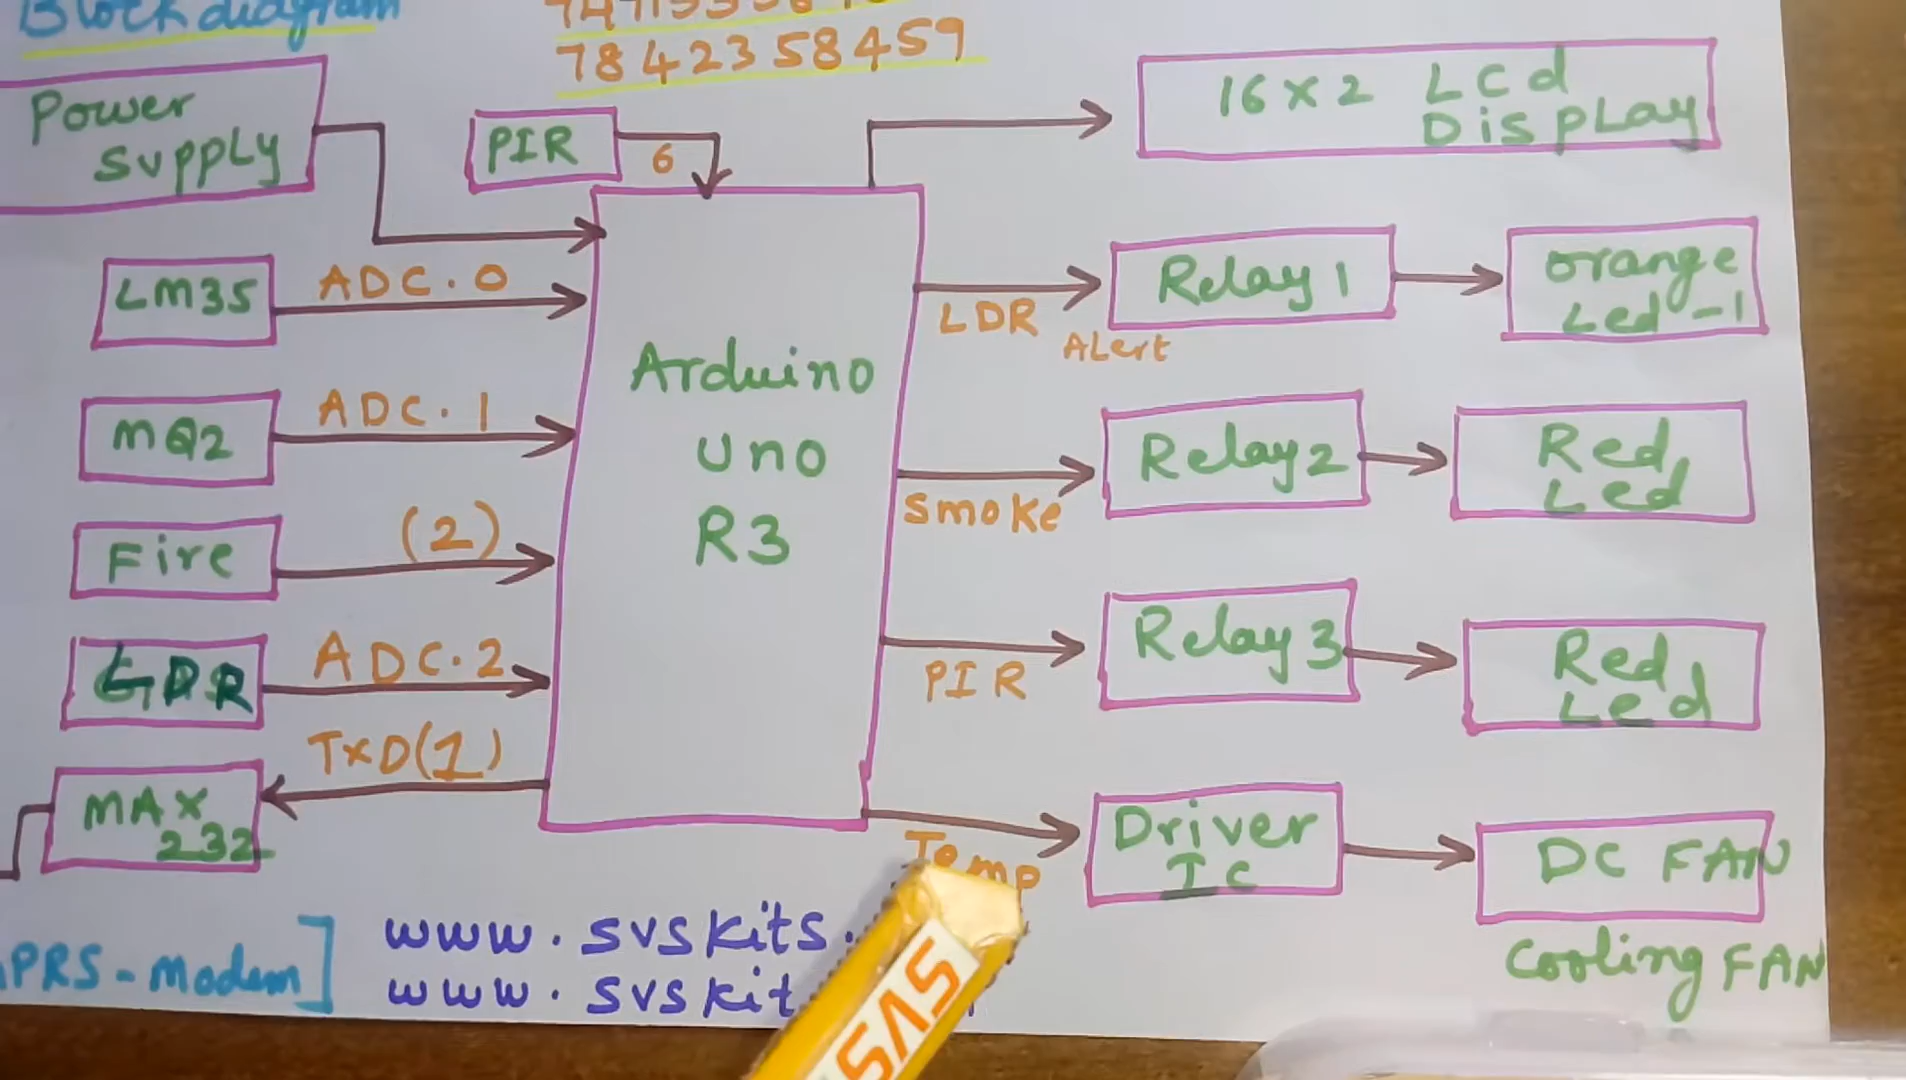 Block diagram
7842358459
Power
Supply
PIR
6
16x2 LCd
Display
LM35
ADC.0
MQ2
ADC.1
Fire
(2)
LDR
ADC.2
MAX
232
TxD(1)
Arduino
Uno
R3
LDR
ALert
Relay 1
orange
Led-1
Smoke
Relay 2
Red
Led
PIR
Relay 3
Red
Led
Temp
Driver
IC
DC FAN
Cooling FAN
PRS-Modem]
www.svskits.
www.svskit
SVS